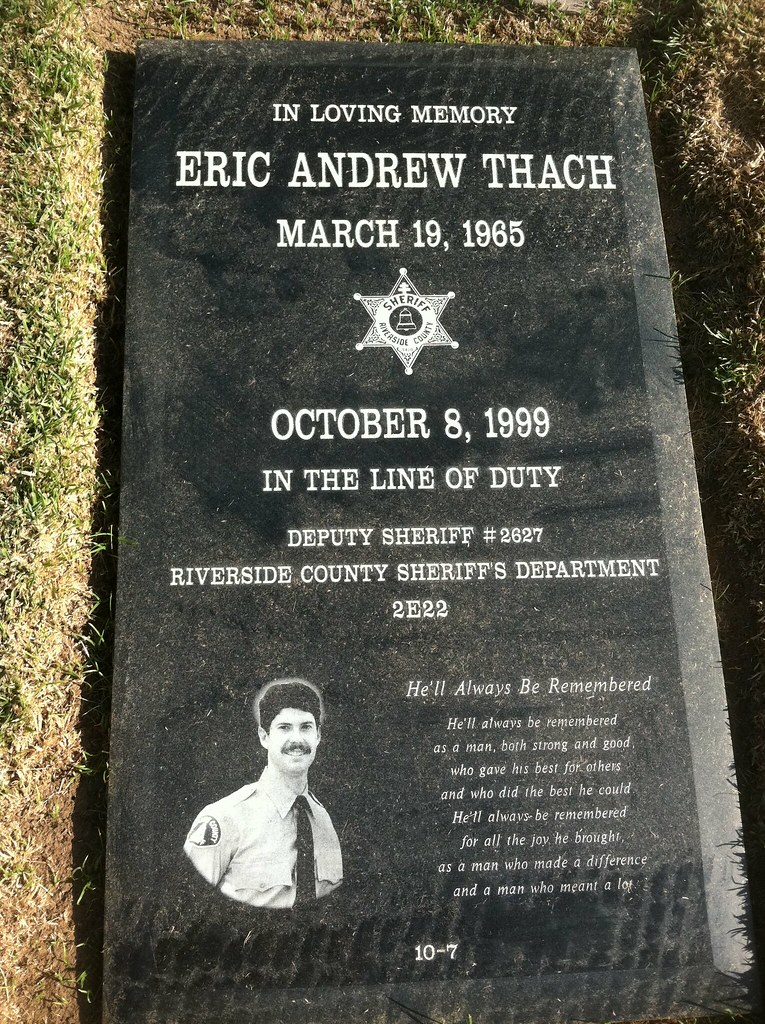 IN LOVING MEMORY
ERIC ANDREW THACH
MARCH 19, 1965
SHERIFF
RIVERSIDE COUNTY
OCTOBER 8, 1999
IN THE LINE OF DUTY
DEPUTY SHERIFF #2627
RIVERSIDE COUNTY SHERIFF'S DEPARTMENT
2E22
He'll Always Be Remembered
He'll always be remembered
as a man, both strong and good,
who gave his best for others
and who did the best he could
He'll always be remembered
for all the joy he brought,
as a man who made a difference
and a man who meant a lot.
COUNTY
10-7